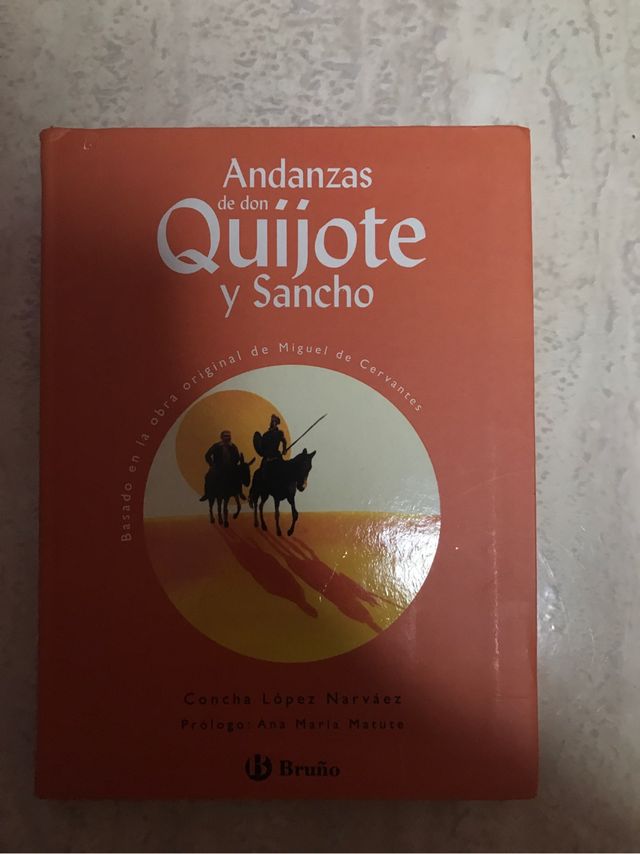 Andanzas
de don
Quijote
y Sancho
Basado en la obra original de Miguel de Cervantes
Concha López Narváez
Prólogo: Ana María Matute
B Bruño